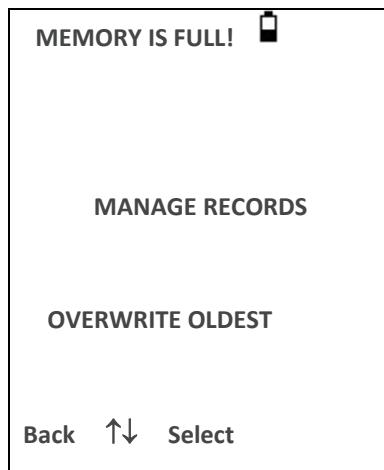 MEMORY IS FULL!
MANAGE RECORDS
OVERWRITE OLDEST
Back ↑↓ Select